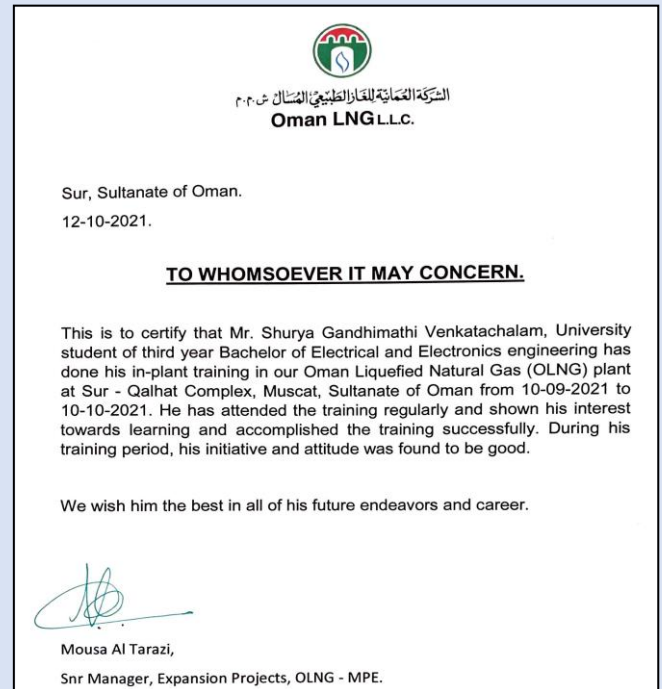 الشركة العمانية للغاز الطبيعي المسال ش.م.م
Oman LNG L.L.C.
Sur, Sultanate of Oman.
12-10-2021.
TO WHOMSOEVER IT MAY CONCERN.
This is to certify that Mr. Shurya Gandhimathi Venkatachalam, University
student of third year Bachelor of Electrical and Electronics engineering has
done his in-plant training in our Oman Liquefied Natural Gas (OLNG) plant
at Sur - Qalhat Complex, Muscat, Sultanate of Oman from 10-09-2021 to
10-10-2021. He has attended the training regularly and shown his interest
towards learning and accomplished the training successfully. During his
training period, his initiative and attitude was found to be good.
We wish him the best in all of his future endeavors and career.
Mousa Al Tarazi,
Snr Manager, Expansion Projects, OLNG - MPE.